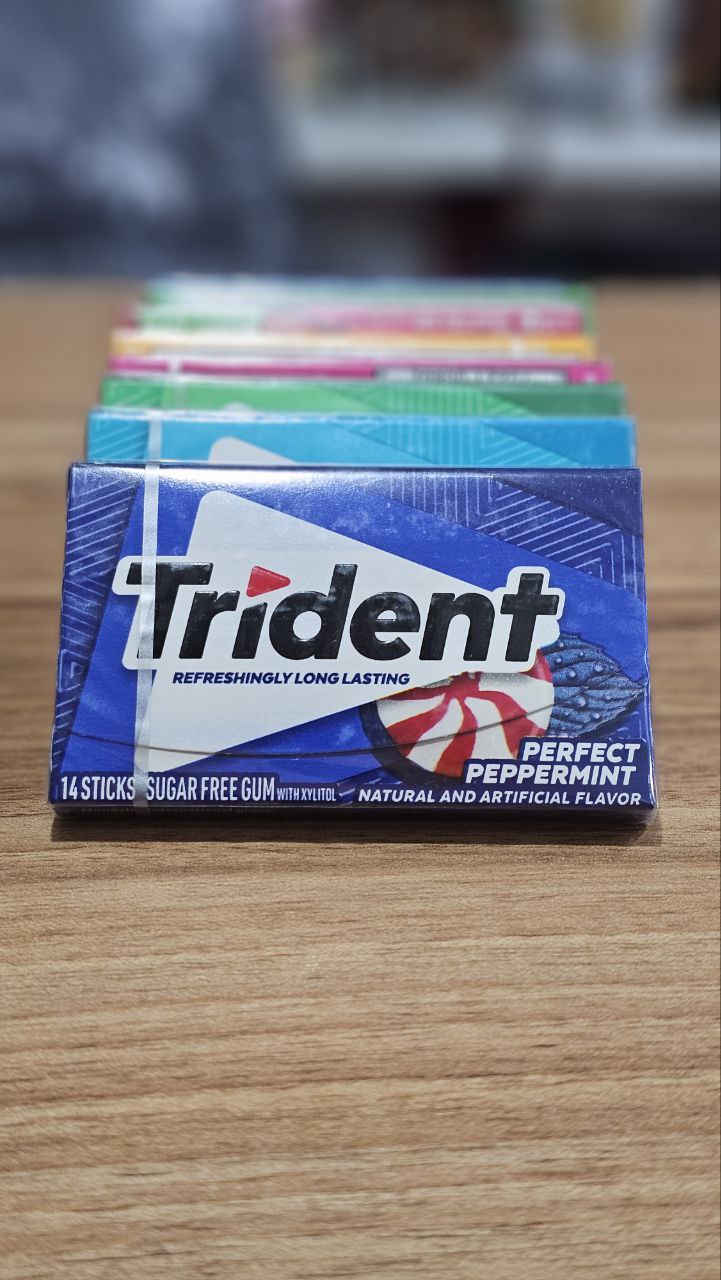 Trident
REFRESHINGLY LONG LASTING
PERFECT
PEPPERMINT
14 STICKS SUGAR FREE GUM WITH XYLITOL
NATURAL AND ARTIFICIAL FLAVOR